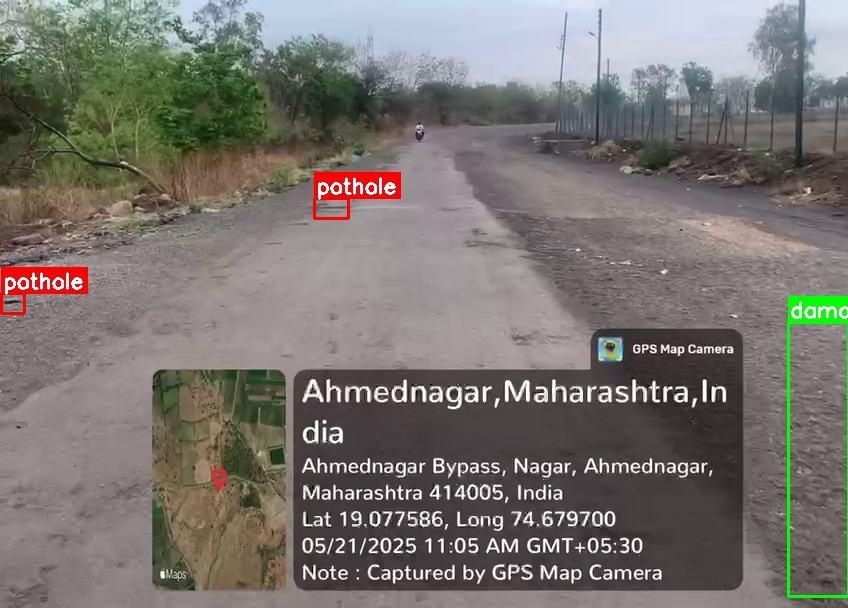 pothole
pothole
damo
GPS Map Camera
Ahmednagar,Maharashtra,In
dia
Ahmednagar Bypass, Nagar, Ahmednagar,
Maharashtra 414005, India
Lat 19.077586, Long 74.679700
05/21/2025 11:05 AM GMT+05:30
Note : Captured by GPS Map Camera
Maps